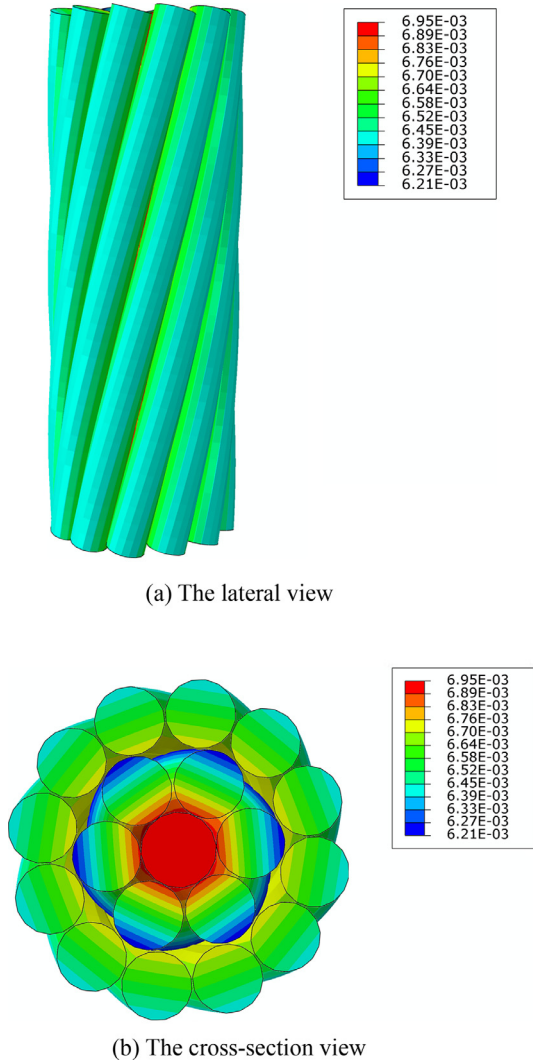 6.95E-03
6.89E-03
6.83E-03
6.76E-03
6.70E-03
6.64E-03
6.58E-03
6.52E-03
6.45E-03
6.39E-03
6.33E-03
6.27E-03
6.21E-03
(a) The lateral view
6.95E-03
6.89E-03
6.83E-03
6.76E-03
6.70E-03
6.64E-03
6.58E-03
6.52E-03
6.45E-03
6.39E-03
6.33E-03
6.27E-03
6.21E-03
(b) The cross-section view